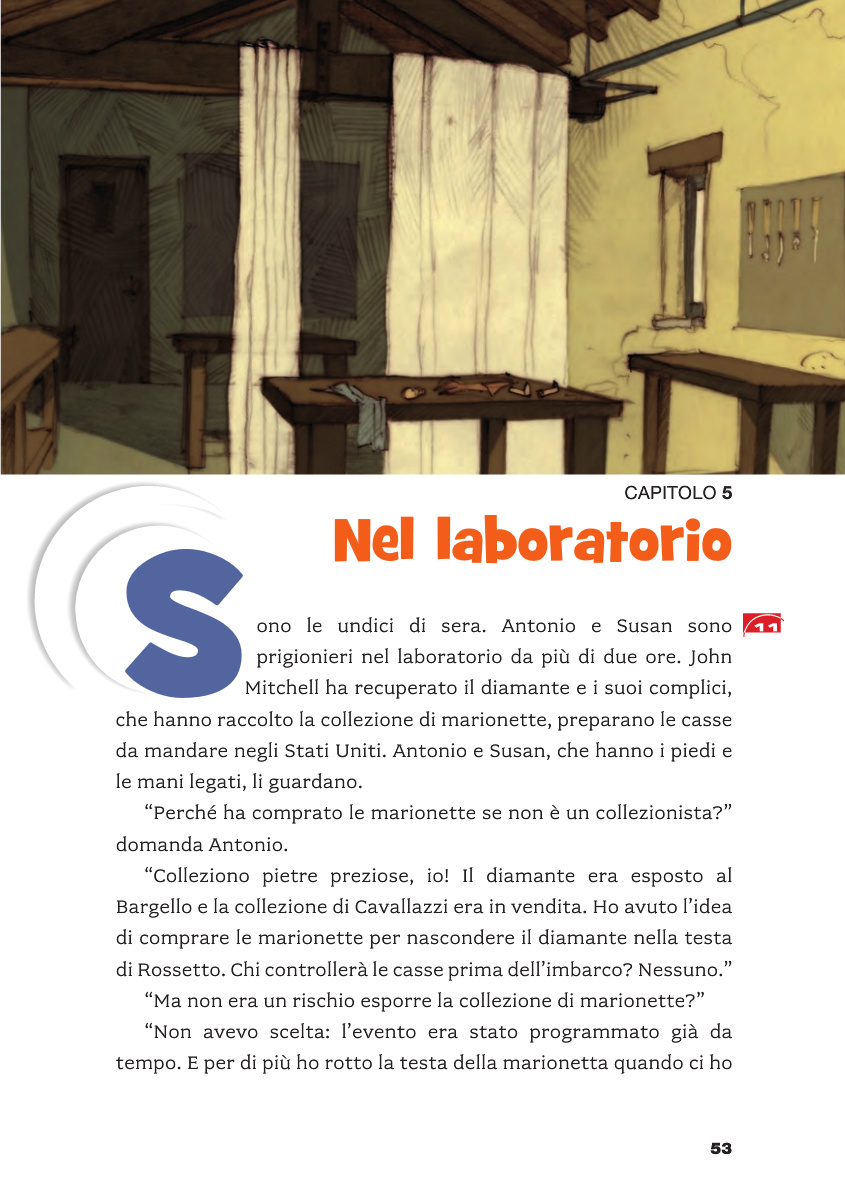 CAPITOLO 5
Nel laboratorio
Sono le undici di sera. Antonio e Susan sono
11
prigionieri nel laboratorio da più di due ore. John
Mitchell ha recuperato il diamante e i suoi complici,
che hanno raccolto la collezione di marionette, preparano le casse
da mandare negli Stati Uniti. Antonio e Susan, che hanno i piedi e
le mani legati, li guardano.
“Perché ha comprato le marionette se non è un collezionista?”
domanda Antonio.
“Colleziono pietre preziose, io! Il diamante era esposto al
Bargello e la collezione di Cavallazzi era in vendita. Ho avuto l’idea
di comprare le marionette per nascondere il diamante nella testa
di Rossetto. Chi controllerà le casse prima dell’imbarco? Nessuno.”
“Ma non era un rischio esporre la collezione di marionette?”
“Non avevo scelta: l’evento era stato programmato già da
tempo. E per di più ho rotto la testa della marionetta quando ci ho
53